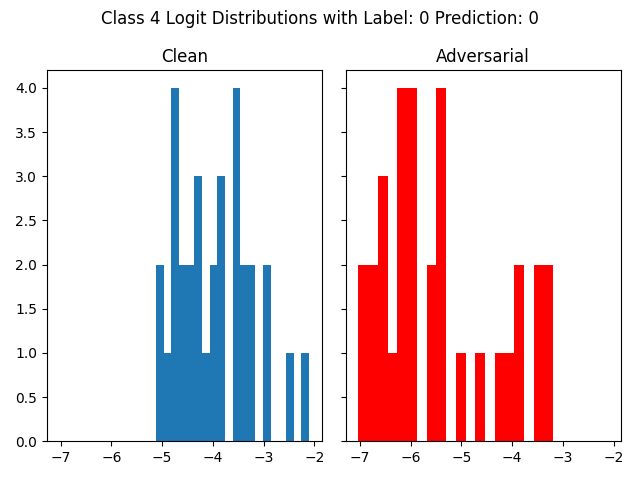 Class 4 Logit Distributions with Label: 0 Prediction: 0
Clean
Adversarial
4.0
3.5
3.0
2.5
2.0
1.5
1.0
0.5
0.0
−7 −6 −5 −4 −3 −2
−7 −6 −5 −4 −3 −2